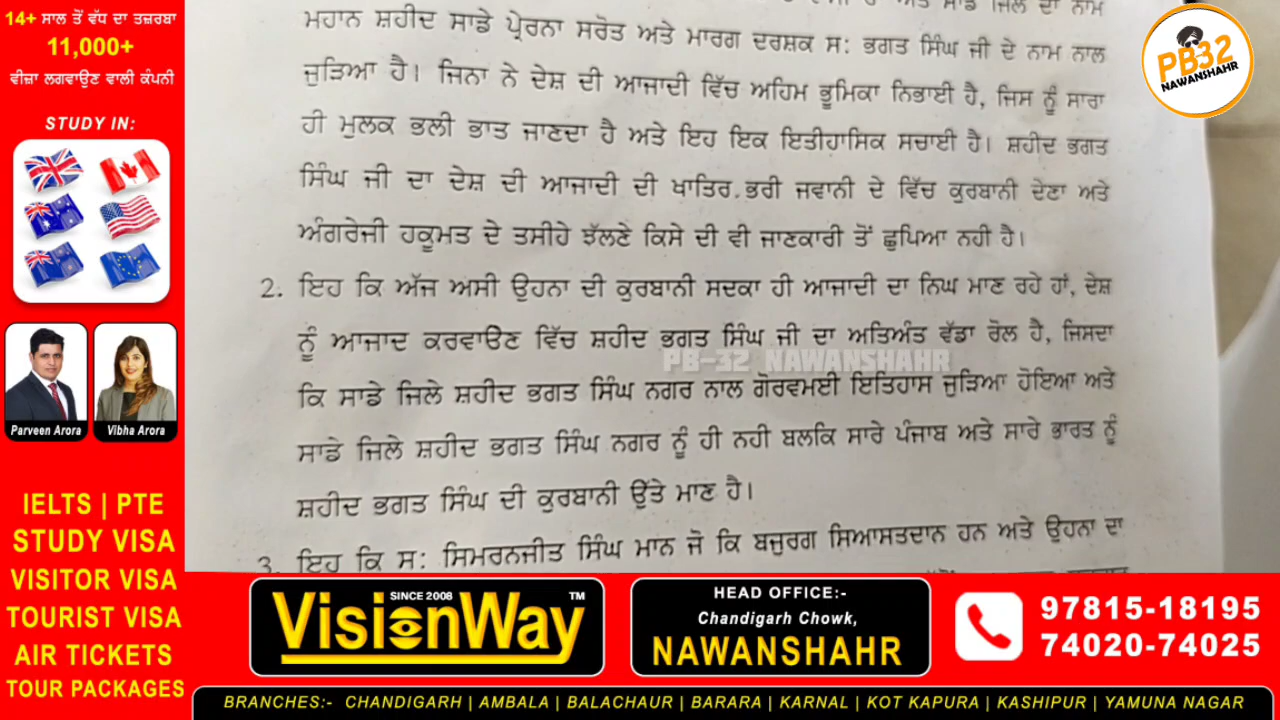 14+ ਸਾਲ ਤੋਂ ਵੱਧ ਦਾ ਤਜ਼ਰਬਾ
11,000+
ਵੀਜ਼ਾ ਲਗਵਾਉਣ ਵਾਲੀ ਕੰਪਨੀ
STUDY IN:
Parveen Arora
Vibha Arora
IELTS | PTE
STUDY VISA
VISITOR VISA
TOURIST VISA
AIR TICKETS
TOUR PACKAGES
PB32
NAWANSHAHR
ਅਤੇ ਸਾਡੇ ਜਿਲੇ ਦਾ ਨਾਮ
ਮਹਾਨ ਸ਼ਹੀਦ ਸਾਡੇ ਪ੍ਰੇਰਨਾ ਸਰੋਤ ਅਤੇ ਮਾਰਗ ਦਰਸ਼ਕ ਸ: ਭਗਤ ਸਿੰਘ ਜੀ ਦੇ ਨਾਮ ਨਾਲ
ਜੁੜਿਆ ਹੈ। ਜਿਨਾ ਨੇ ਦੇਸ਼ ਦੀ ਆਜਾਦੀ ਵਿੱਚ ਅਹਿਮ ਭੂਮਿਕਾ ਨਿਭਾਈ ਹੈ, ਜਿਸ ਨੂੰ ਸਾਰਾ
ਹੀ ਮੁਲਕ ਭਲੀ ਭਾਤ ਜਾਣਦਾ ਹੈ ਅਤੇ ਇਹ ਇਕ ਇਤੀਹਾਸਿਕ ਸਚਾਈ ਹੈ। ਸ਼ਹੀਦ ਭਗਤ
ਸਿੰਘ ਜੀ ਦਾ ਦੇਸ਼ ਦੀ ਆਜਾਦੀ ਦੀ ਖਾਤਿਰ.ਭਰੀ ਜਵਾਨੀ ਦੇ ਵਿੱਚ ਕੁਰਬਾਨੀ ਦੇਣਾ ਅਤੇ
ਅੰਗਰੇਜੀ ਹਕੂਮਤ ਦੇ ਤਸੀਹੇ ਝੱਲਣੇ ਕਿਸੇ ਦੀ ਵੀ ਜਾਣਕਾਰੀ ਤੋਂ ਛੁਪਿਆ ਨਹੀ ਹੈ।
2. ਇਹ ਕਿ ਅੱਜ ਅਸੀ ਉਹਨਾ ਦੀ ਕੁਰਬਾਨੀ ਸਦਕਾ ਹੀ ਆਜਾਦੀ ਦਾ ਨਿਘ ਮਾਣ ਰਹੇ ਹਾਂ, ਦੇਸ਼
ਨੂੰ ਆਜਾਦ ਕਰਵਾਓਣ ਵਿੱਚ ਸ਼ਹੀਦ ਭਗਤ ਸਿੰਘ ਜੀ ਦਾ ਅਤਿਅੰਤ ਵੱਡਾ ਰੋਲ ਹੈ, ਜਿਸਦਾ
PB-32 NAWANSHAHR
ਕਿ ਸਾਡੇ ਜਿਲੇ ਸ਼ਹੀਦ ਭਗਤ ਸਿੰਘ ਨਗਰ ਨਾਲ ਗੋਰਵਮਈ ਇਤਿਹਾਸ ਜੁੜਿਆ ਹੋਇਆ ਅਤੇ
ਸਾਡੇ ਜਿਲੇ ਸ਼ਹੀਦ ਭਗਤ ਸਿੰਘ ਨਗਰ ਨੂੰ ਹੀ ਨਹੀ ਬਲਕਿ ਸਾਰੇ ਪੰਜਾਬ ਅਤੇ ਸਾਰੇ ਭਾਰਤ ਨੂੰ
ਸ਼ਹੀਦ ਭਗਤ ਸਿੰਘ ਦੀ ਕੁਰਬਾਨੀ ਉੱਤੇ ਮਾਣ ਹੈ।
3. ਇਹ ਕਿ ਸ: ਸਿਮਰਨਜੀਤ ਸਿੰਘ ਮਾਨ ਜੋ ਕਿ ਬਜੁਰਗ ਸਿਆਸਤਦਾਨ ਹਨ ਅਤੇ ਉਹਨਾ ਦਾ
SINCE 2008
VisionWay TM
HEAD OFFICE:-
Chandigarh Chowk,
NAWANSHAHR
97815-18195
74020-74025
BRANCHES:- CHANDIGARH | AMBALA | BALACHAUR | BARARA | KARNAL | KOT KAPURA | KASHIPUR | YAMUNA NAGAR